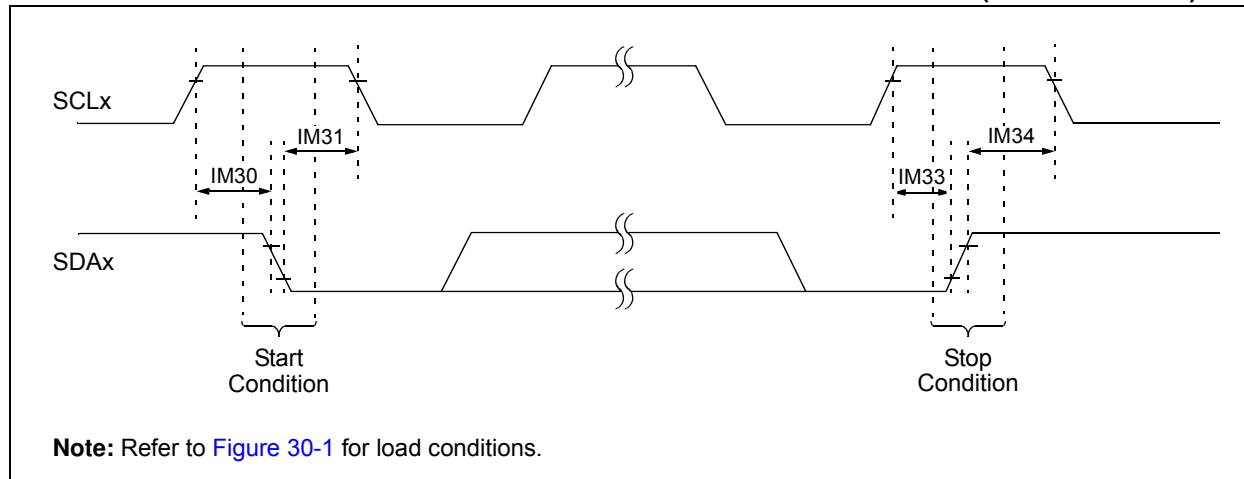 SCLx
IM31
IM34
IM30
IM33
SDAx
Start
Condition
Stop
Condition
Note: Refer to Figure 30-1 for load conditions.